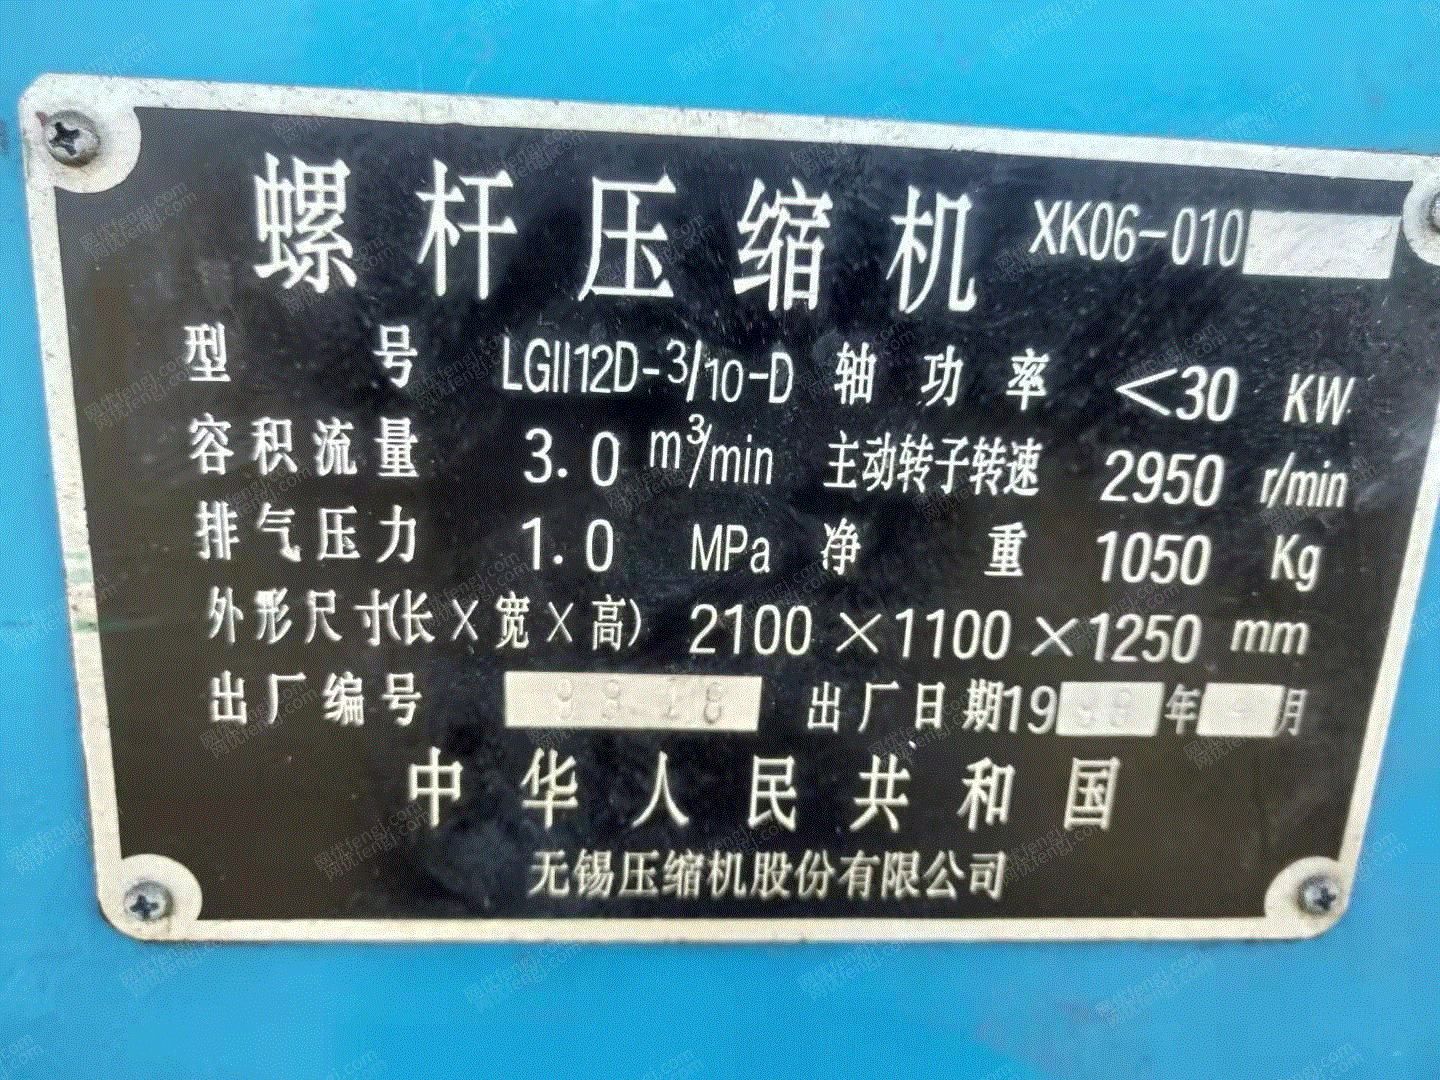 螺杆压缩机 XK06-010
型号 LGII12D-3/10-D 轴功率 <30 KW
容积流量 3.0 m³/min 主动转子转速 2950 r/min
排气压力 1.0 MPa 净重 1050 Kg
外形尺寸(长×宽×高) 2100×1100×1250 mm
出厂编号 9928 出厂日期 1999年 月
中华人民共和国
无锡压缩机股份有限公司